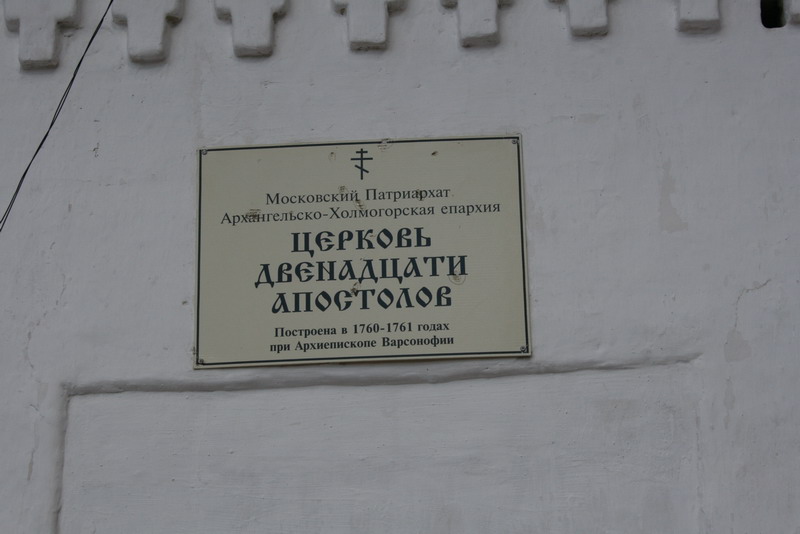 Московский Патриархат
Архангельско-Холмогорская епархия
ЦЕРКОВЬ
ДВЕНАДЦАТИ
АПОСТОЛОВ
Построена в 1760-1761 годах
при Архиепископе Варсонофии